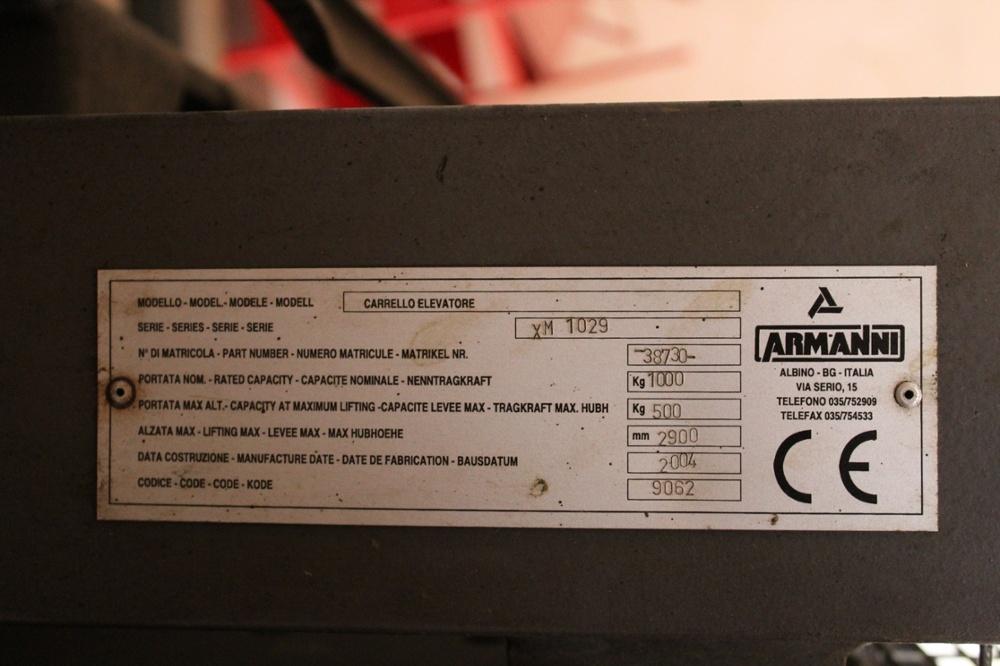 MODELLO - MODEL.- MODELE - MODELL CARRELLO ELEVATORE
SERIE - SERIES - SERIE - SERIE XM 1029
N° DI MATRICOLA - PART NUMBER - NUMERO MATRICULE - MATRIKEL NR. -38730-
PORTATA NOM. - RATED CAPACITY - CAPACITE NOMINALE - NENNTRAGKRAFT Kg 1000
PORTATA MAX ALT.- CAPACITY AT MAXIMUM LIFTING -CAPACITE LEVEE MAX - TRAGKRAFT MAX. HUBH Kg 500
ALZATA MAX - LIFTING MAX - LEVEE MAX - MAX HUBHOEHE mm 2900
DATA COSTRUZIONE - MANUFACTURE DATE - DATE DE FABRICATION - BAUSDATUM 2004
CODICE - CODE - CODE - KODE 9062
ARMANNI
ALBINO - BG - ITALIA
VIA SERIO, 15
TELEFONO 035/752909
TELEFAX 035/754533
CE